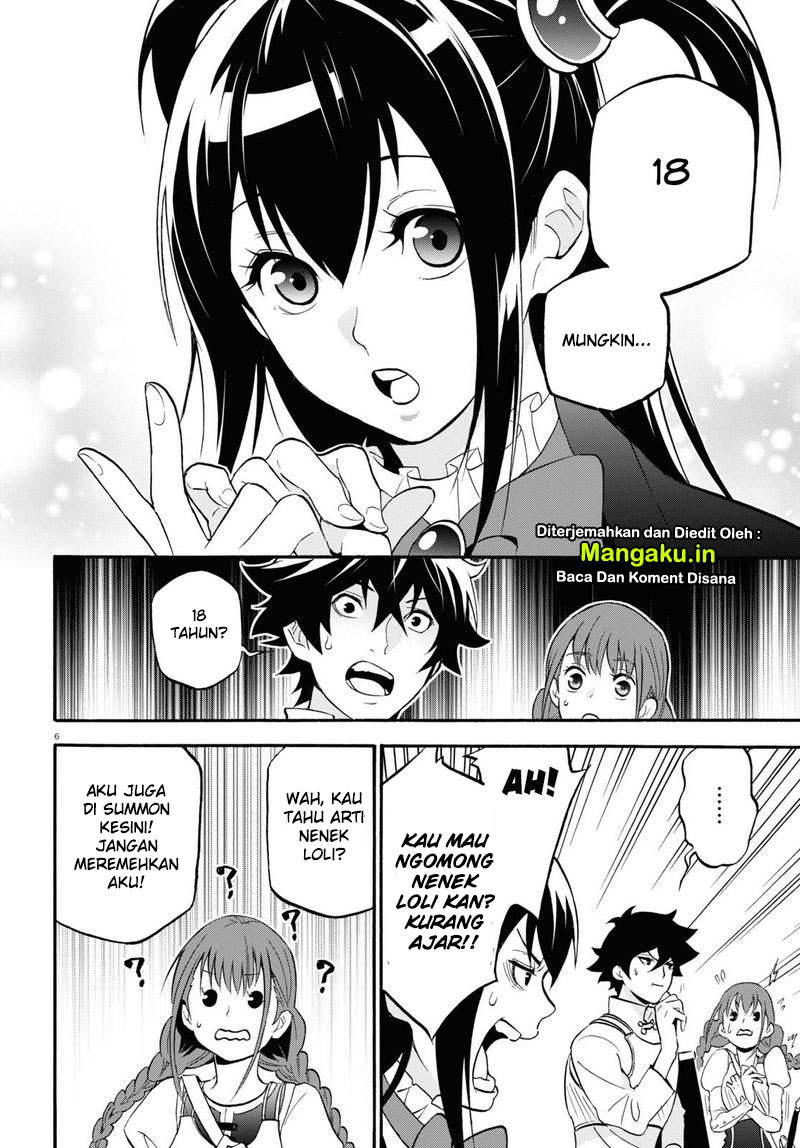 18
MUNGKIN...
Diterjemahkan dan Diedit Oleh :
Mangaku.in
Baca Dan Koment Disana
18
TAHUN?
6
......
AH!
KAU MAU
NGOMONG
NENEK
LOLI KAN?
KURANG
AJAR!!
WAH, KAU
TAHU ARTI
NENEK
LOLI?
AKU JUGA
DI SUMMON
KESINI!
JANGAN
MEREMEHKAN
AKU!
?
?
?
?